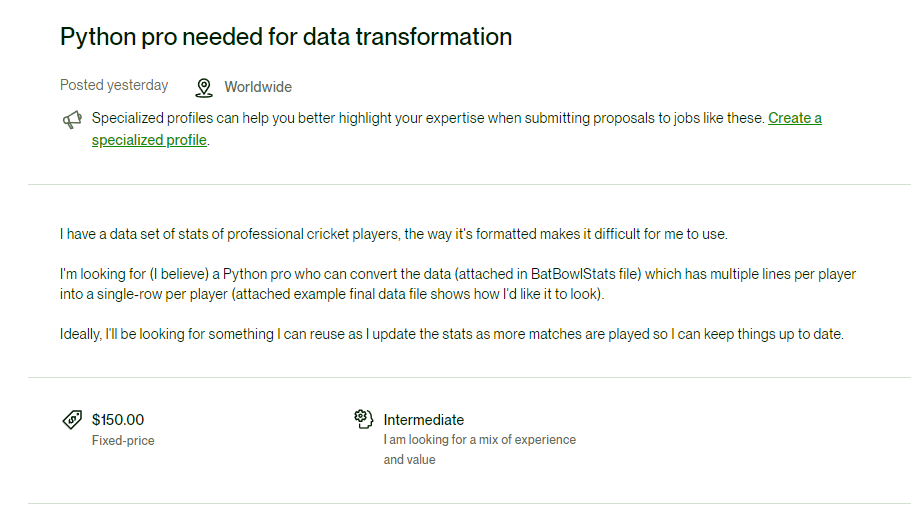 Python pro needed for data transformation
Posted yesterday Worldwide
Specialized profiles can help you better highlight your expertise when submitting proposals to jobs like these. Create a
specialized profile.
I have a data set of stats of professional cricket players, the way it's formatted makes it difficult for me to use.
I'm looking for (I believe) a Python pro who can convert the data (attached in BatBowlStats file) which has multiple lines per player
into a single-row per player (attached example final data file shows how I'd like it to look).
Ideally, I'll be looking for something I can reuse as I update the stats as more matches are played so I can keep things up to date.
$150.00
Fixed-price
Intermediate
I am looking for a mix of experience
and value